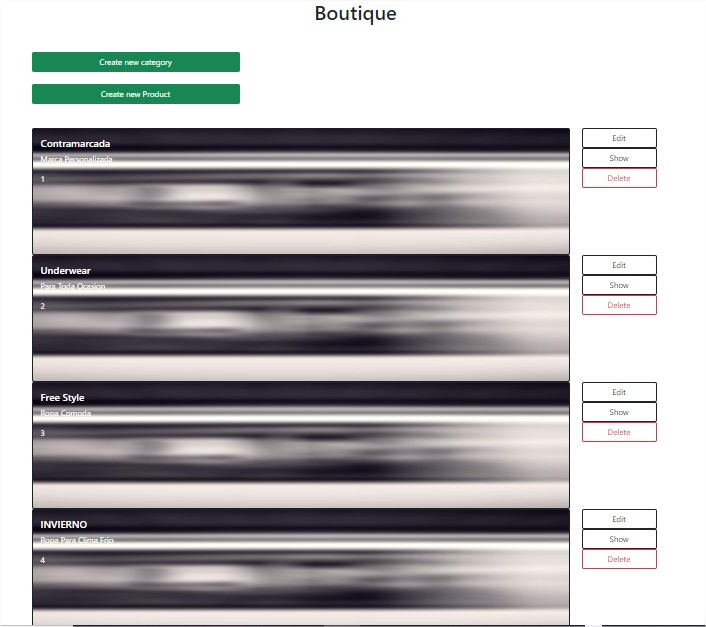 Boutique
Create new category
Create new Product
Contramarcada
Marca Personalizada
1
Edit
Show
Delete
Underwear
Para Toda Ocasion
2
Edit
Show
Delete
Free Style
Ropa Comoda
3
Edit
Show
Delete
INVIERNO
Ropa Para Clima Frio
4
Edit
Show
Delete